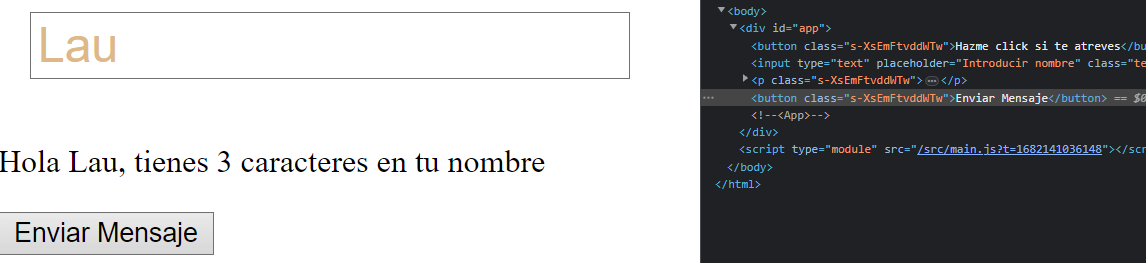 Lau
Hola Lau, tienes 3 caracteres en tu nombre
Enviar Mensaje
<body>
<div id="app">
<button class="s-XsEmFtvddWTw">Hazme click si te atreves</bu
<input type="text" placeholder="Introducir nombre" class="te
<p class="s-XsEmFtvddWTw">⋯</p>
⋯ <button class="s-XsEmFtvddWTw">Enviar Mensaje</button> == $0
<!--<App>-->
</div>
<script type="module" src="/src/main.js?t=1682141036148"></scr
</body>
</html>